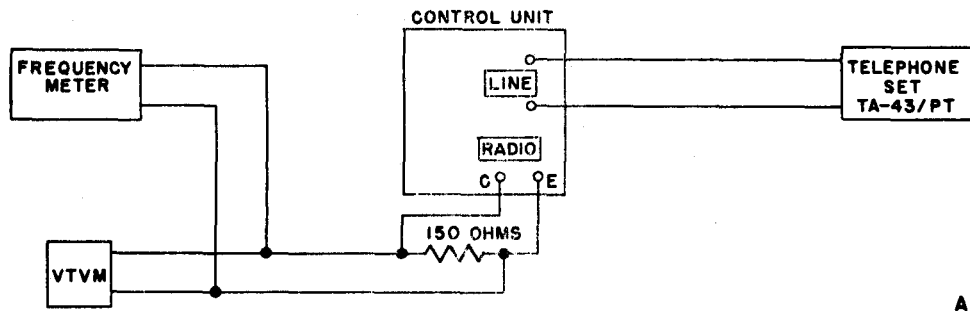 CONTROL UNIT
FREQUENCY
METER
LINE
TELEPHONE
SET
TA-43/PT
RADIO
C
E
150 OHMS
VTVM
A